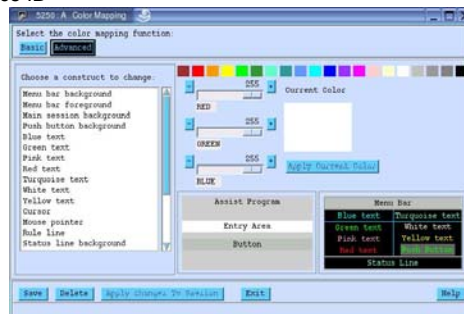 5250: A Color Mapping
Select the color mapping function:
Basic Advanced
Choose a construct to change:
Menu bar background
Menu bar foreground
Main session background
Push button background
Blue text
Green text
Pink text
Red text
Turquoise text
White text
Yellow text
Cursor
Mouse pointer
Rule line
Status line background
255
RED
255
GREEN
255
BLUE
Current Color
Apply Current Color
Assist Program
Entry Area
Button
Menu Bar
Blue text Turquoise text
Green text White text
Pink text Yellow text
Red text Push Button
Status Line
Save Delete Apply Changes To Session Exit Help